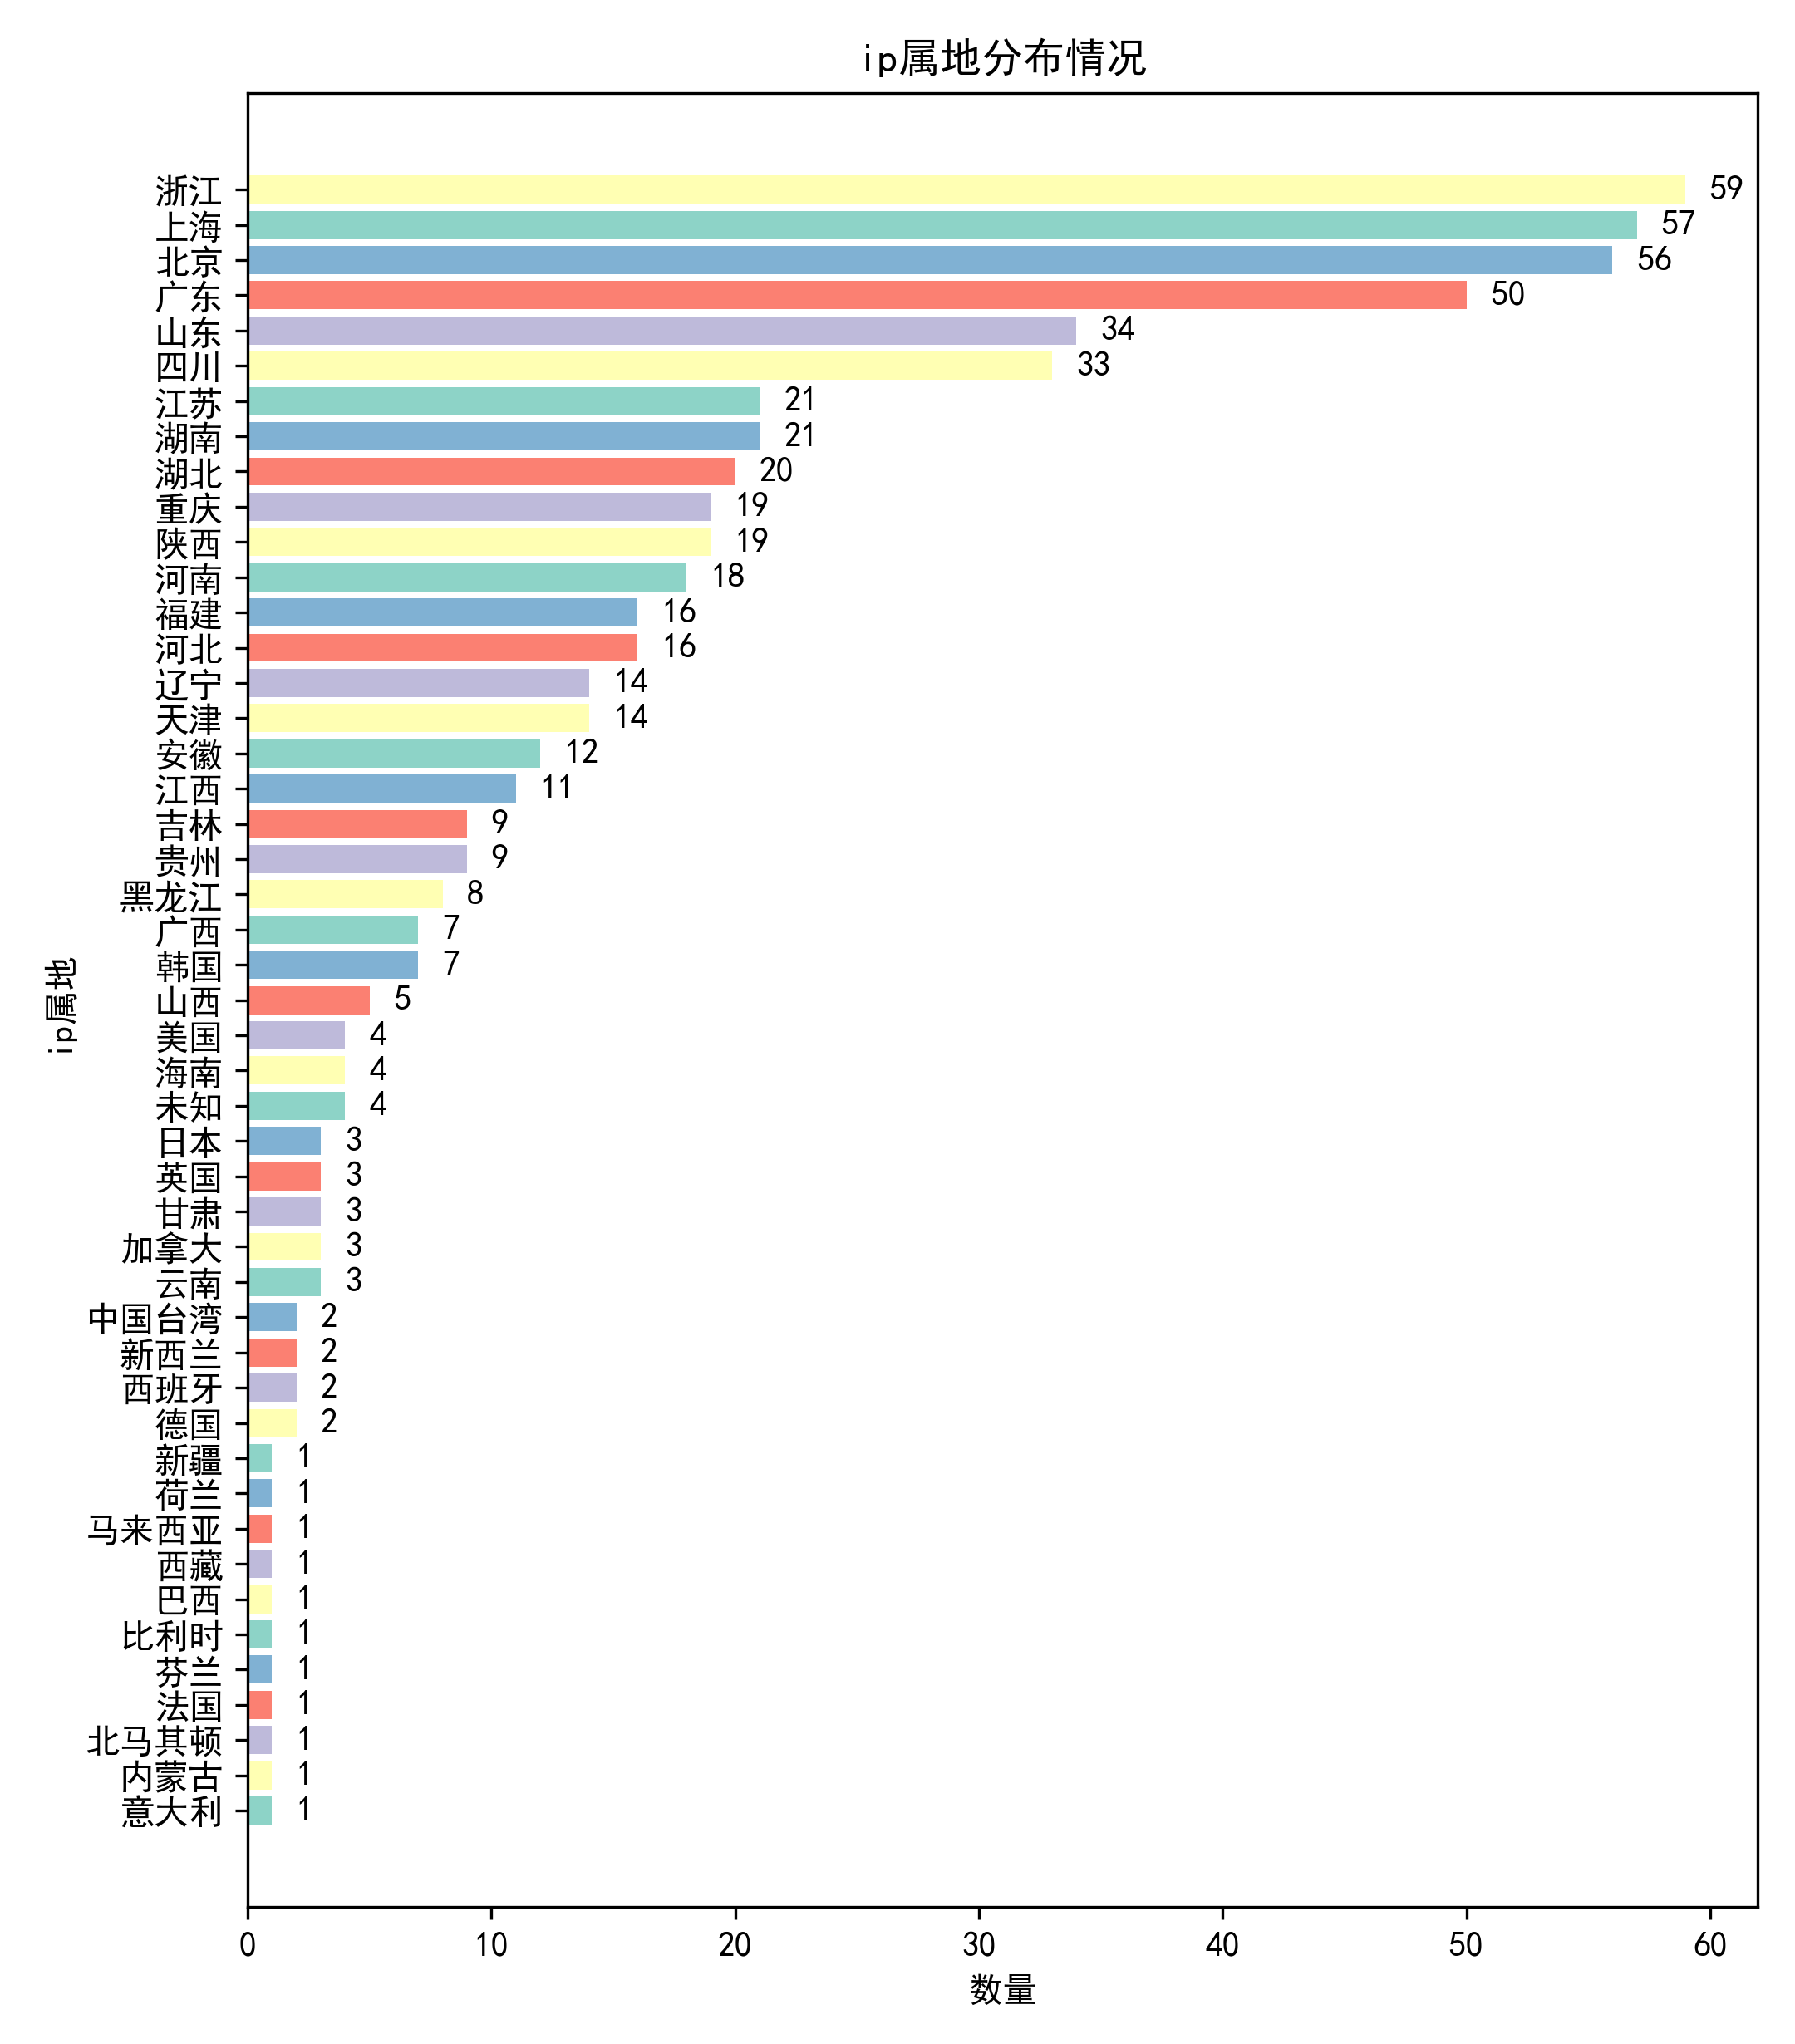 ip属地分布情况
浙江 59
上海 57
北京 56
广东 50
山东 34
四川 33
江苏 21
湖南 21
湖北 20
重庆 19
陕西 19
河南 18
福建 16
河北 16
辽宁 14
天津 14
安徽 12
江西 11
吉林 9
贵州 9
黑龙江 8
广西 7
韩国 7
山西 5
美国 4
海南 4
未知 4
日本 3
英国 3
甘肃 3
加拿大 3
云南 3
中国台湾 2
新西兰 2
西班牙 2
德国 2
新疆 1
荷兰 1
马来西亚 1
西藏 1
巴西 1
比利时 1
芬兰 1
法国 1
北马其顿 1
内蒙古 1
意大利 1
ip属地
0 10 20 30 40 50 60
数量